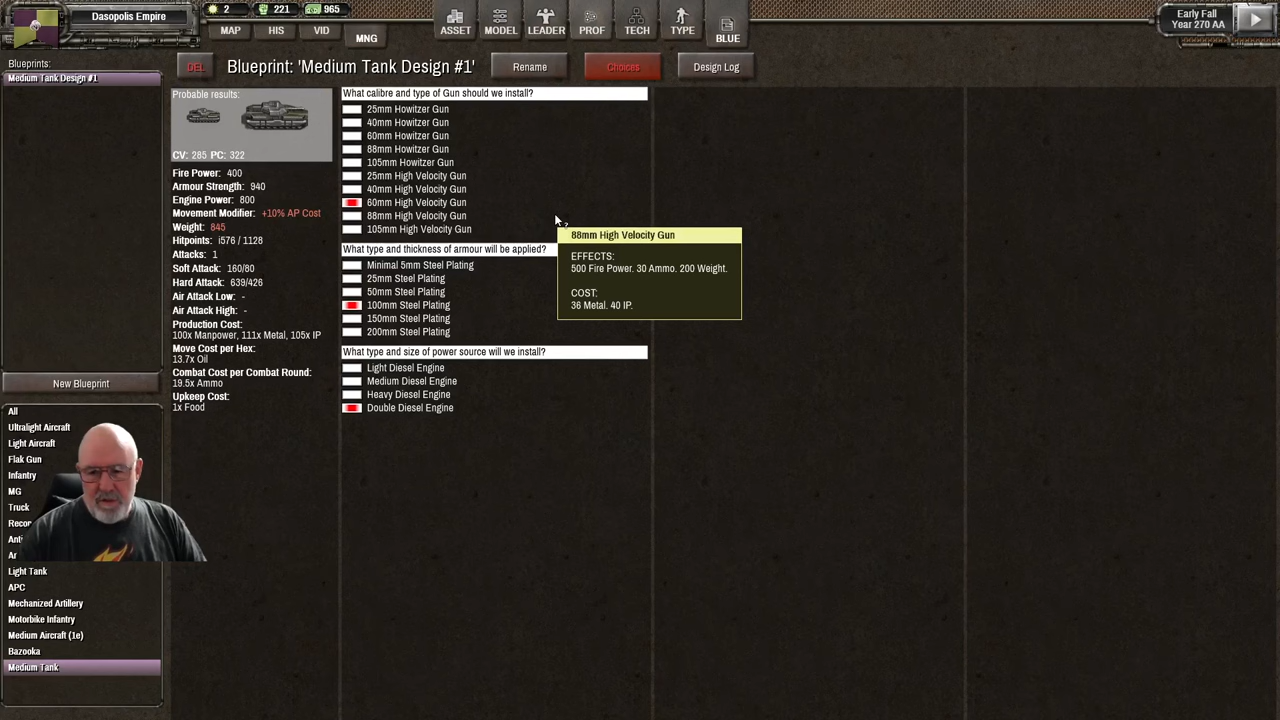 Dasopolis Empire
2
221
965
MAP
HIS
VID
MNG
ASSET
MODEL
LEADER
PROF
TECH
TYPE
BLUE
Early Fall
Year 270 AA
Blueprints:
Medium Tank Design #1
DEL
Blueprint: 'Medium Tank Design #1'
Rename
Choices
Design Log
Probable results:
CV: 285 PC: 322
Fire Power: 400
Armour Strength: 940
Engine Power: 800
Movement Modifier: +10% AP Cost
Weight: 845
Hitpoints: i576 / 1128
Attacks: 1
Soft Attack: 160/80
Hard Attack: 639/426
Air Attack Low: -
Air Attack High: -
Production Cost:
100x Manpower, 111x Metal, 105x IP
Move Cost per Hex:
13.7x Oil
Combat Cost per Combat Round:
19.5x Ammo
Upkeep Cost:
1x Food
What calibre and type of Gun should we install?
25mm Howitzer Gun
40mm Howitzer Gun
60mm Howitzer Gun
88mm Howitzer Gun
105mm Howitzer Gun
25mm High Velocity Gun
40mm High Velocity Gun
60mm High Velocity Gun
88mm High Velocity Gun
105mm High Velocity Gun
What type and thickness of armour will be applied?
Minimal 5mm Steel Plating
25mm Steel Plating
50mm Steel Plating
100mm Steel Plating
150mm Steel Plating
200mm Steel Plating
What type and size of power source will we install?
Light Diesel Engine
Medium Diesel Engine
Heavy Diesel Engine
Double Diesel Engine
88mm High Velocity Gun
EFFECTS:
500 Fire Power. 30 Ammo. 200 Weight.
COST:
36 Metal. 40 IP.
New Blueprint
All
Ultralight Aircraft
Light Aircraft
Flak Gun
Infantry
MG
Truck
Light Tank
APC
Mechanized Artillery
Motorbike Infantry
Medium Aircraft (1e)
Bazooka
Medium Tank